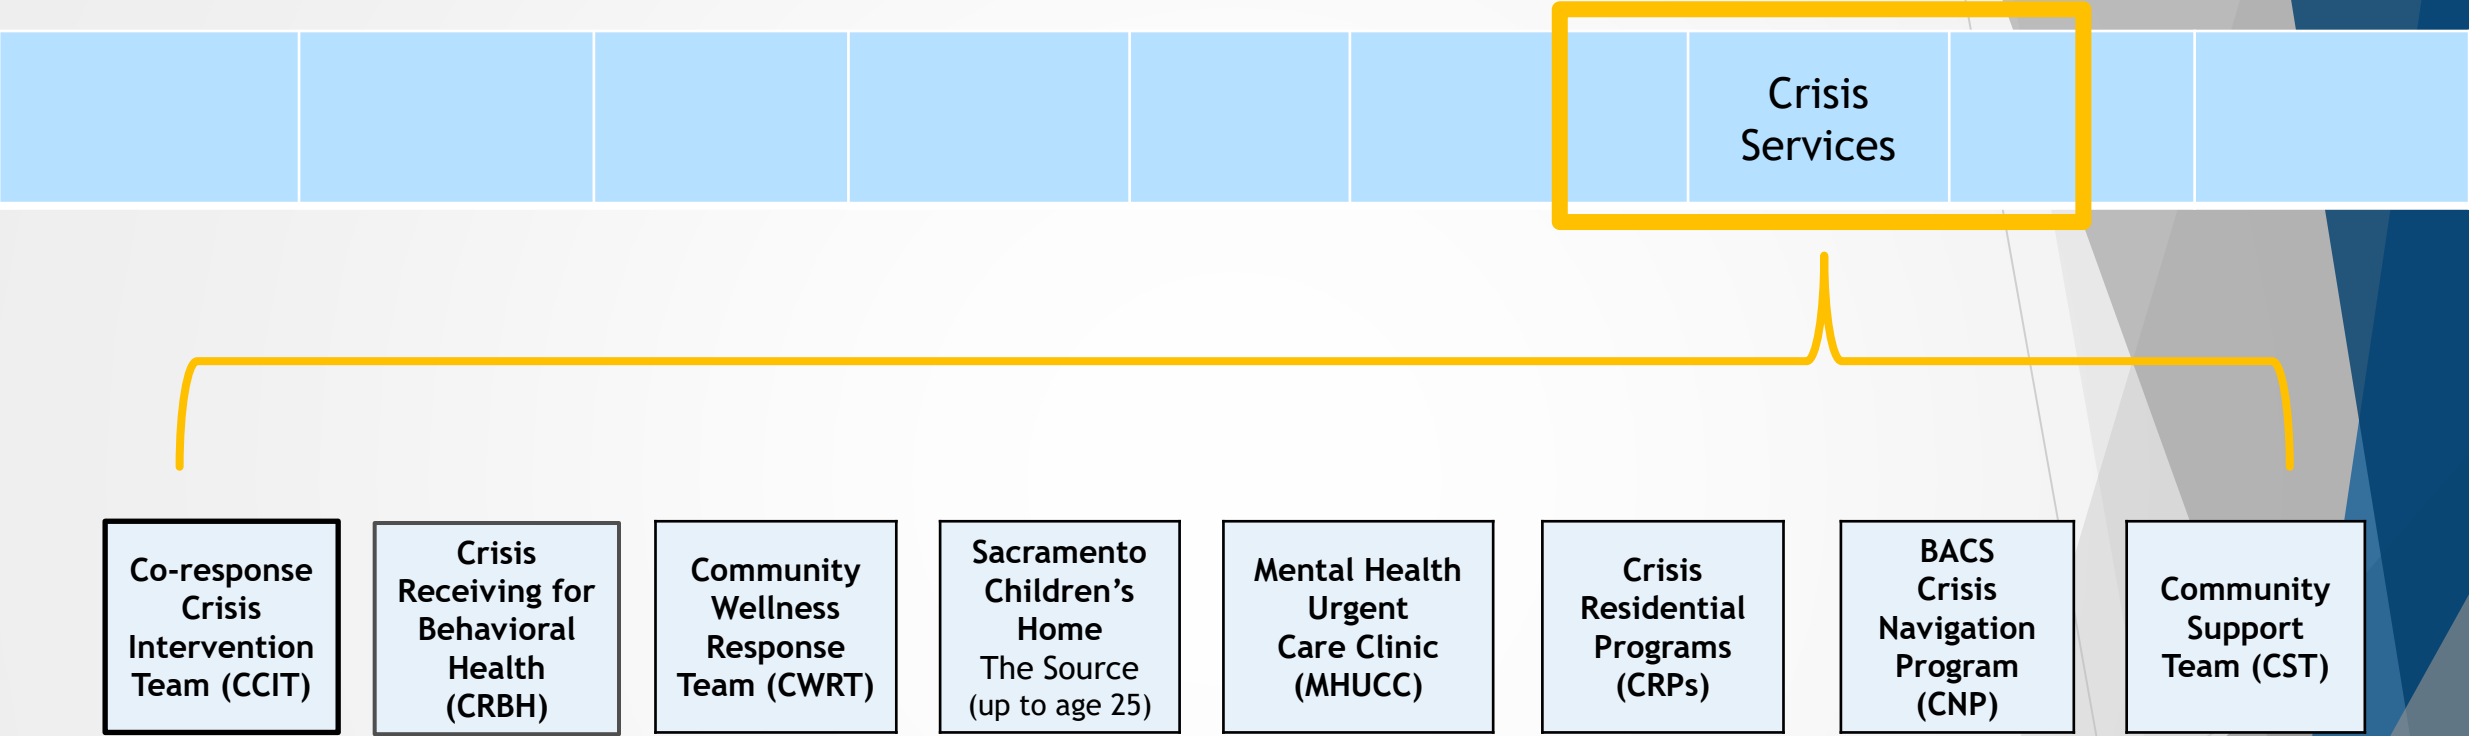 Crisis
Services
Co-response
Crisis
Intervention
Team (CCIT)
Crisis
Receiving for
Behavioral
Health
(CRBH)
Community
Wellness
Response
Team (CWRT)
Sacramento
Children’s
Home
The Source
(up to age 25)
Mental Health
Urgent
Care Clinic
(MHUCC)
Crisis
Residential
Programs
(CRPs)
BACS
Crisis
Navigation
Program
(CNP)
Community
Support
Team (CST)